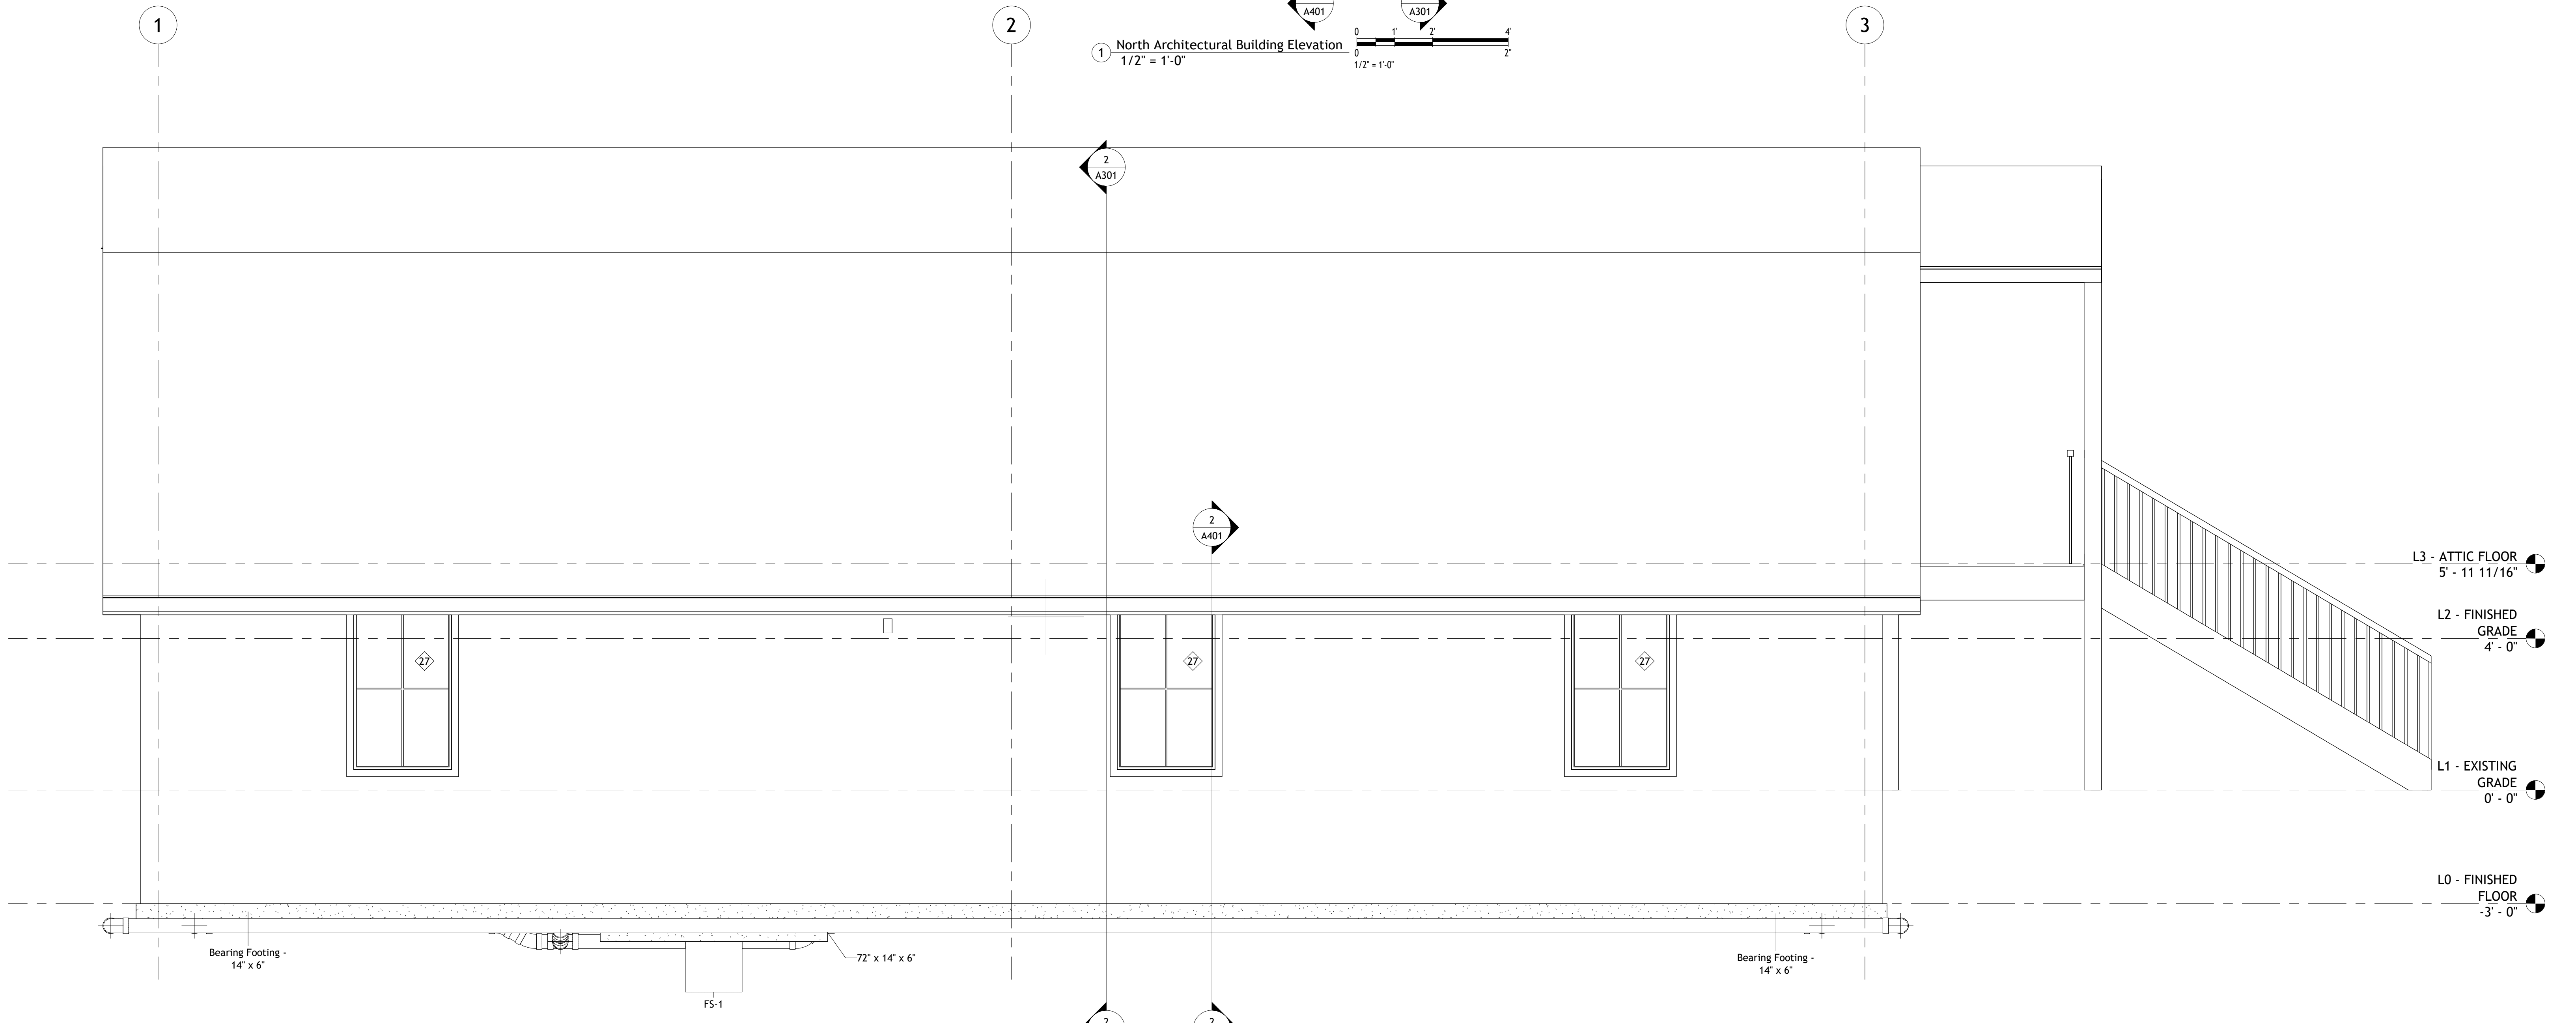 1
2
3
A401
A301
1
North Architectural Building Elevation
1/2" = 1'-0"
0
1'
2'
4'
0
2"
1/2" = 1'-0"
2
A301
2
A401
L3 - ATTIC FLOOR
5' - 11 11/16"
L2 - FINISHED
GRADE
4' - 0"
27
27
27
L1 - EXISTING
GRADE
0' - 0"
L0 - FINISHED
FLOOR
-3' - 0"
Bearing Footing -
14" x 6"
72" x 14" x 6"
Bearing Footing -
14" x 6"
FS-1
2
2